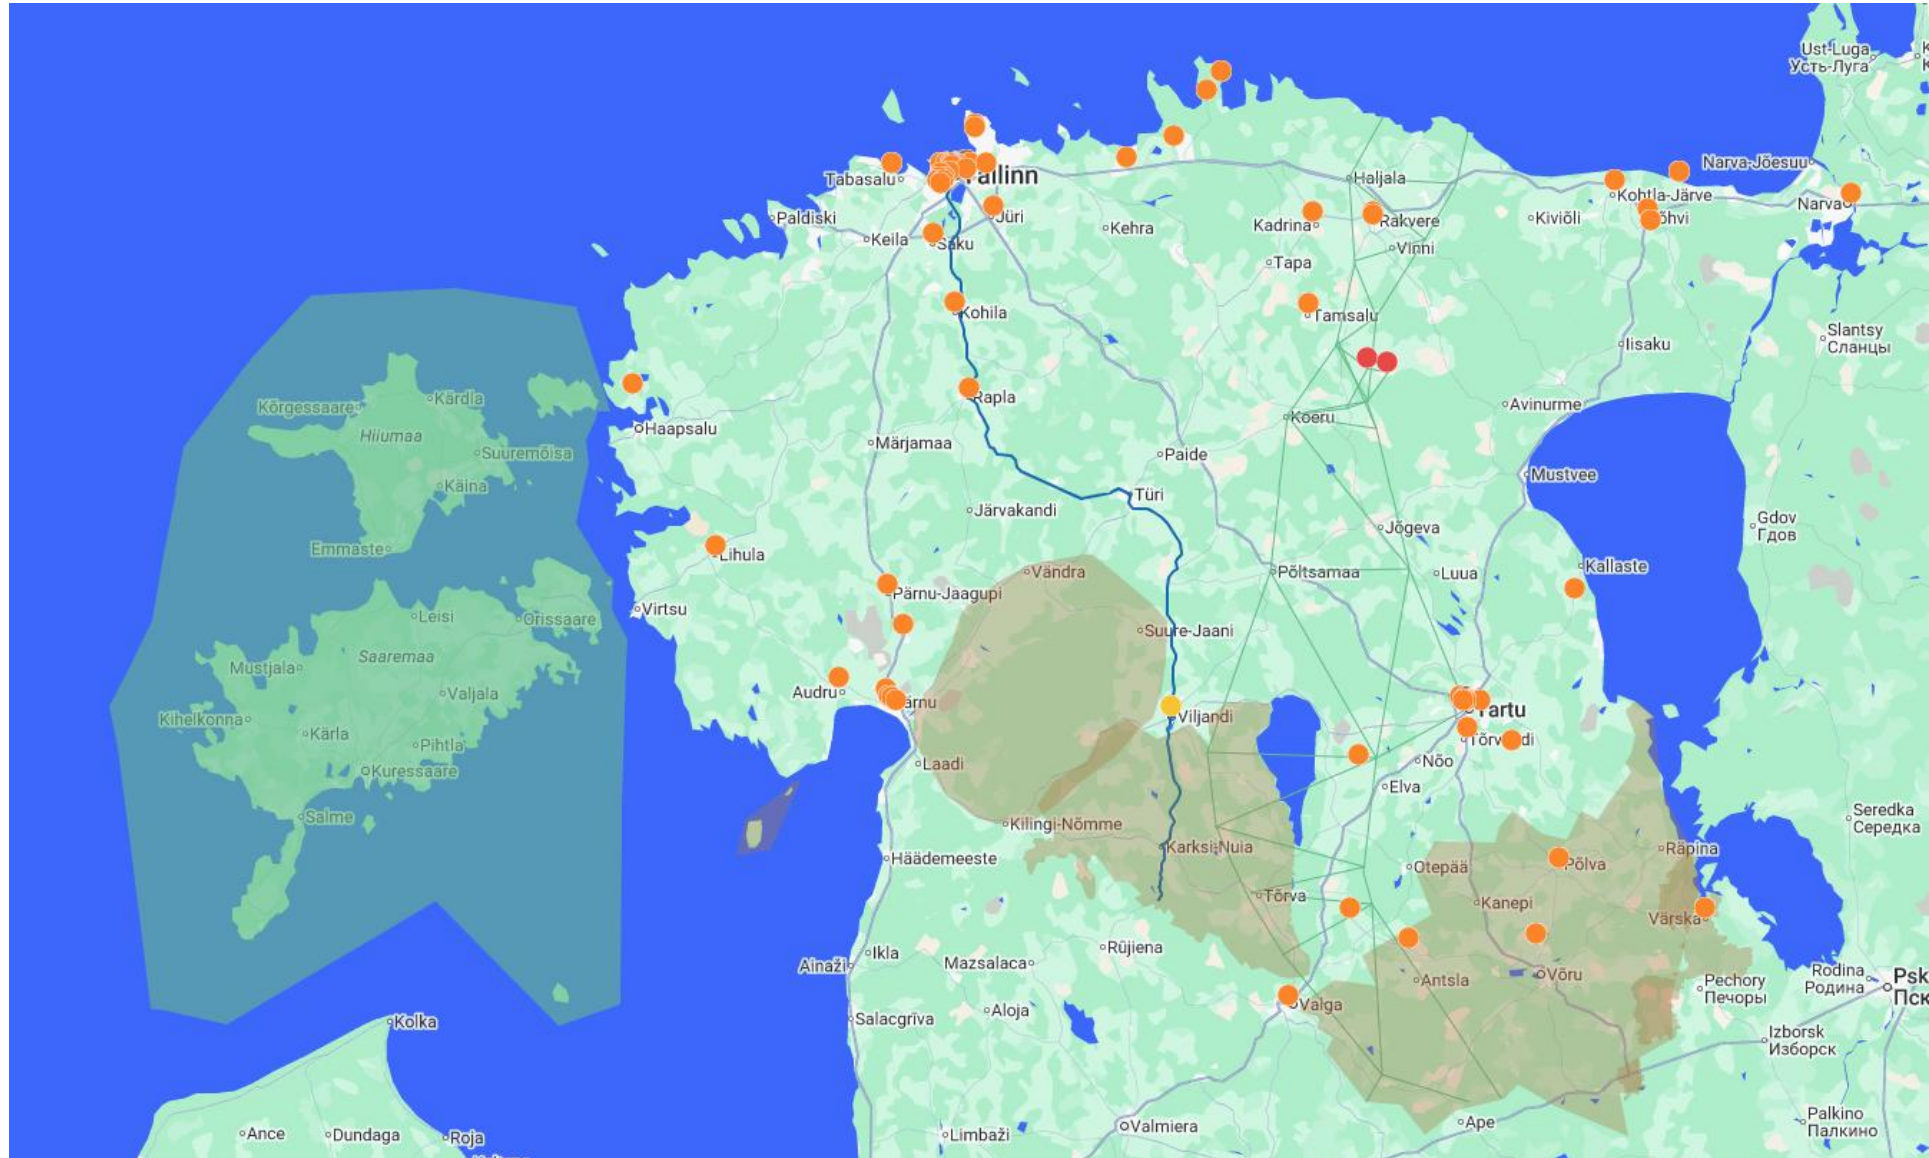 Ust-Luga
Усть-Луга
Narva-Jõesuu
Tallinn
Tabasalu
Haljala
Kohtla-Järve
Narva
Paldiski
Jüri
Kehra
Kadrina
Rakvere
Kiviõli
Jõhvi
Keila
Saku
Vinni
Tapa
Kohila
Tamsalu
Iisaku
Slantsy
Сланцы
Kõrgessaare
Kärdla
Rapla
Avinurme
Hiiumaa
Haapsalu
Koeru
Suuremõisa
Märjamaa
Paide
Mustvee
Käina
Türi
Järvakandi
Jõgeva
Gdov
Гдов
Emmaste
Lihula
Vändra
Põltsamaa
Luua
Kallaste
Pärnu-Jaagupi
Virtsu
Leisi
Orissaare
Suure-Jaani
Saaremaa
Mustjala
Valjala
Audru
Pärnu
Tartu
Kihelkonna
Viljandi
Kärla
Pihtla
Tõrvandi
Kuressaare
Laadi
Nõo
Elva
Salme
Kilingi-Nõmme
Seredka
Середка
Häädemeeste
Karksi-Nuia
Otepää
Põlva
Räpina
Tõrva
Kanepi
Värska
Ikla
Ainaži
Mazsalaca
Rūjiena
Antsla
Võru
Pechory
Печоры
Rodina
Родина
Psk
Пск
Valga
Salacgrīva
Aloja
Kolka
Izborsk
Изборск
Ance
Dundaga
Roja
Limbaži
Valmiera
Ape
Palkino
Палкино